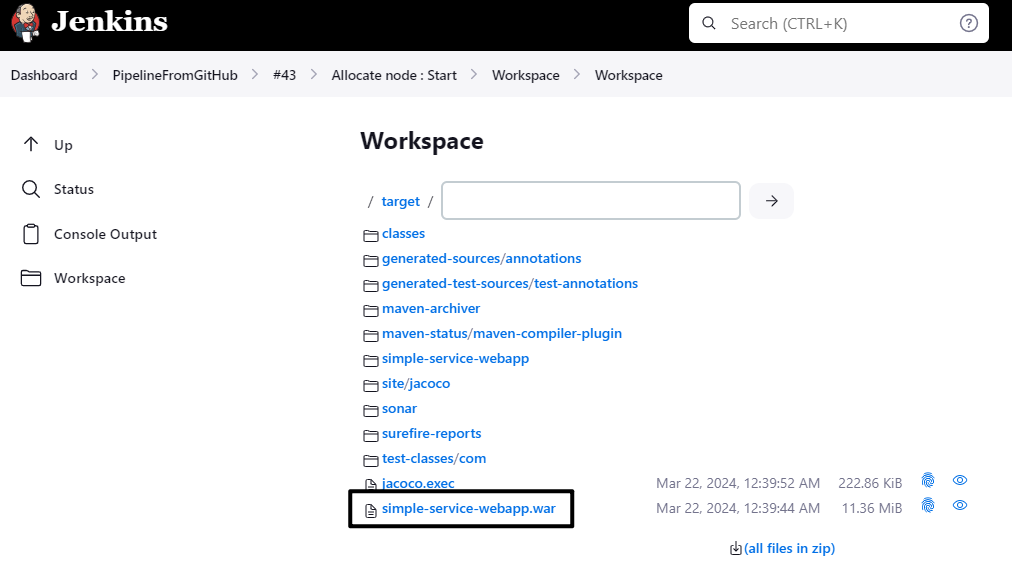 Jenkins
Search (CTRL+K)
Dashboard PipelineFromGitHub #43 Allocate node : Start Workspace Workspace
Up
Status
Console Output
Workspace
Workspace
/ target /
classes
generated-sources/annotations
generated-test-sources/test-annotations
maven-archiver
maven-status/maven-compiler-plugin
simple-service-webapp
site/jacoco
sonar
surefire-reports
test-classes/com
jacoco.exec Mar 22, 2024, 12:39:52 AM 222.86 KiB
simple-service-webapp.war Mar 22, 2024, 12:39:44 AM 11.36 MiB
(all files in zip)